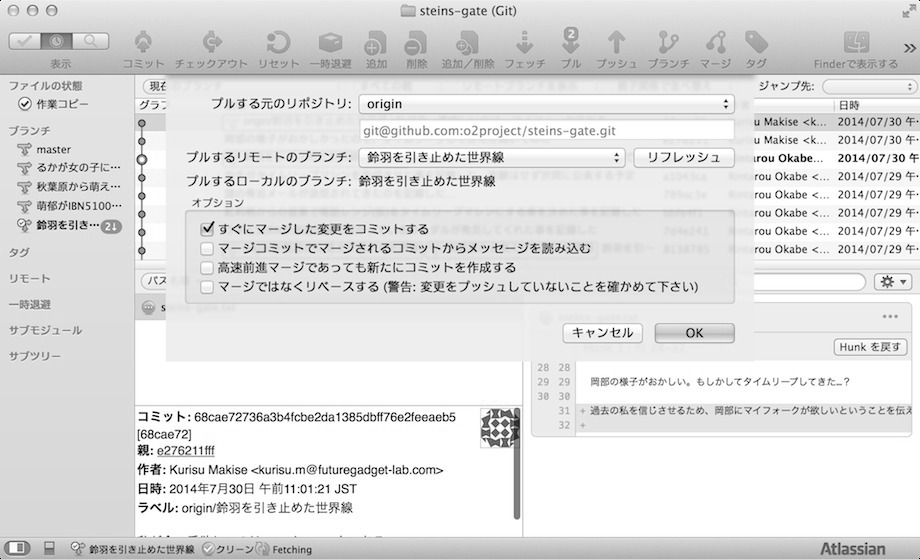 steins-gate (Git)
表示
コミット
チェックアウト
リセット
一時退避
追加
削除
追加/削除
フェッチ
2
プル
プッシュ
ブランチ
マージ
タグ
Finderで表示する
ファイルの状態
作業コピー
ブランチ
master
るかが女の子に…
秋葉原から萌え…
萌郁がIBN5100…
鈴羽を引き… 2↓
タグ
リモート
一時退避
サブモジュール
サブツリー
プルする元のリポジトリ: origin
git@github.com:o2project/steins-gate.git
プルするリモートのブランチ: 鈴羽を引き止めた世界線
リフレッシュ
プルするローカルのブランチ: 鈴羽を引き止めた世界線
オプション
すぐにマージした変更をコミットする
マージコミットでマージされるコミットからメッセージを読み込む
高速前進マージであっても新たにコミットを作成する
マージではなくリベースする (警告: 変更をプッシュしていないことを確かめて下さい)
キャンセル
OK
ジャンプ先:
日時
Kurisu Makise <k... 2014/07/30 午…
Okabe... 2014/07/30 午
Okabe <k... 2014/07/29 午…
Okabe <k... 2014/07/29 午…
Okabe <k... 2014/07/29 午…
Okabe <k... 2014/07/29 午…
Okabe <k... 2014/07/29 午…
Hunk を戻す
28 28
29 29 岡部の様子がおかしい。もしかしてタイムリープしてきた…？
30 30
31 + 過去の私を信じさせるため、岡部にマイフォークが欲しいということを伝え
32 +
コミット: 68cae72736a3b4fcbe2da1385dbff76e2feeaeb5
[68cae72]
親: e276211fff
作者: Kurisu Makise <kurisu.m@futuregadget-lab.com>
日時: 2014年7月30日 午前11:01:21 JST
ラベル: origin/鈴羽を引き止めた世界線
鈴羽を引き止めた世界線
クリーン
Fetching
Atlassian